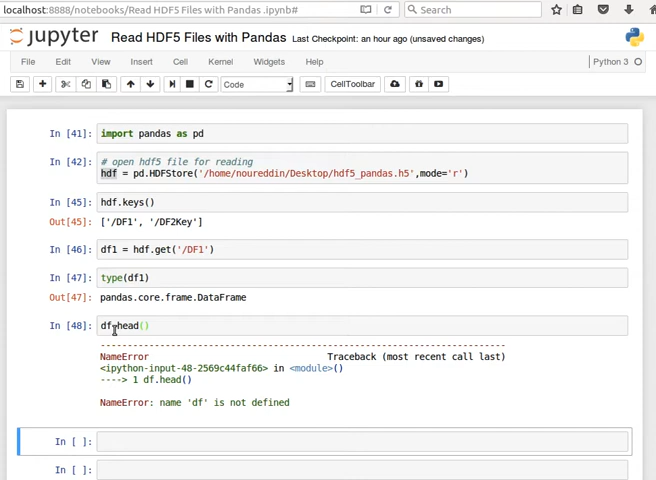 localhost:8888/notebooks/Read HDF5 Files with Pandas .ipynb#
Search
jupyter Read HDF5 Files with Pandas Last Checkpoint: an hour ago (unsaved changes)
File Edit View Insert Cell Kernel Widgets Help Python 3
Code CellToolbar
In [41]: import pandas as pd
In [42]: # open hdf5 file for reading
hdf = pd.HDFStore('/home/noureddin/Desktop/hdf5_pandas.h5',mode='r')
In [45]: hdf.keys()
Out[45]: ['/DF1', '/DF2Key']
In [46]: df1 = hdf.get('/DF1')
In [47]: type(df1)
Out[47]: pandas.core.frame.DataFrame
In [48]: df.head()
---------------------------------------------------------------------------
NameError Traceback (most recent call last)
<ipython-input-48-2569c44faf66> in <module>()
----> 1 df.head()
NameError: name 'df' is not defined
In [ ]:
In [ ]: